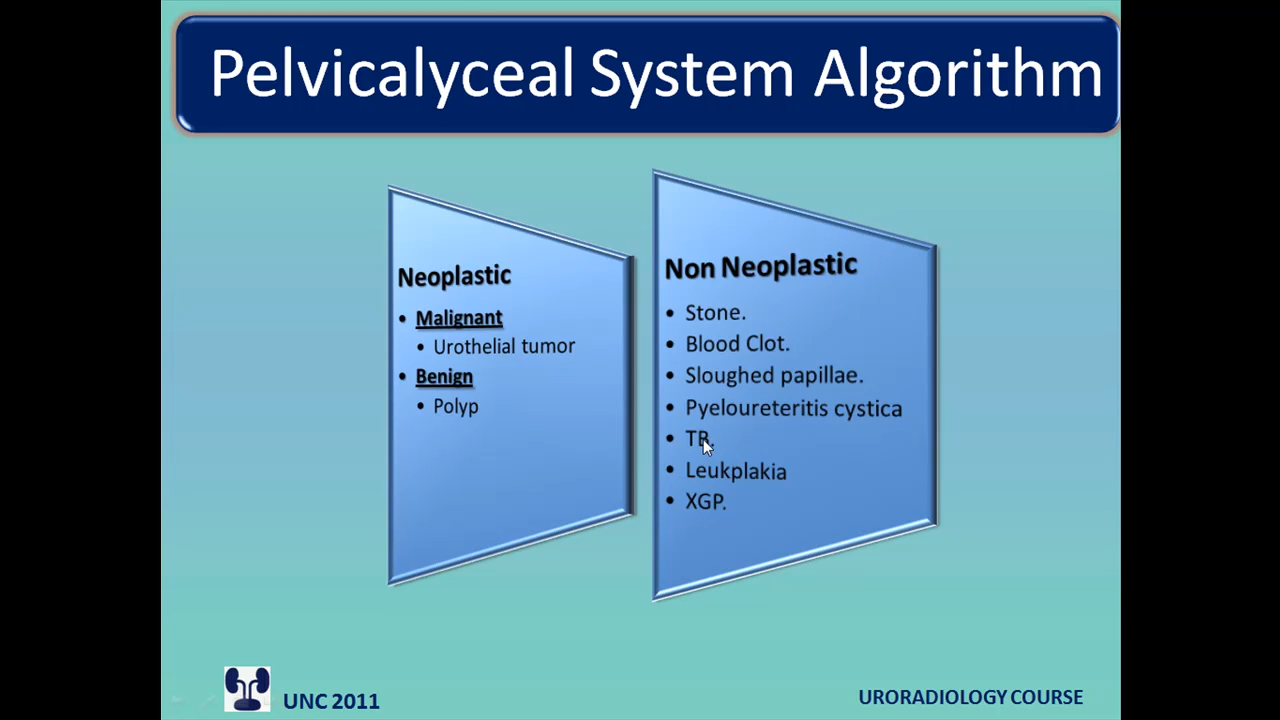 Pelvicalyceal System Algorithm
Neoplastic
• Malignant
• Urothelial tumor
• Benign
• Polyp
Non Neoplastic
• Stone.
• Blood Clot.
• Sloughed papillae.
• Pyeloureteritis cystica
• TB.
• Leukplakia
• XGP.
UNC 2011
URORADIOLOGY COURSE